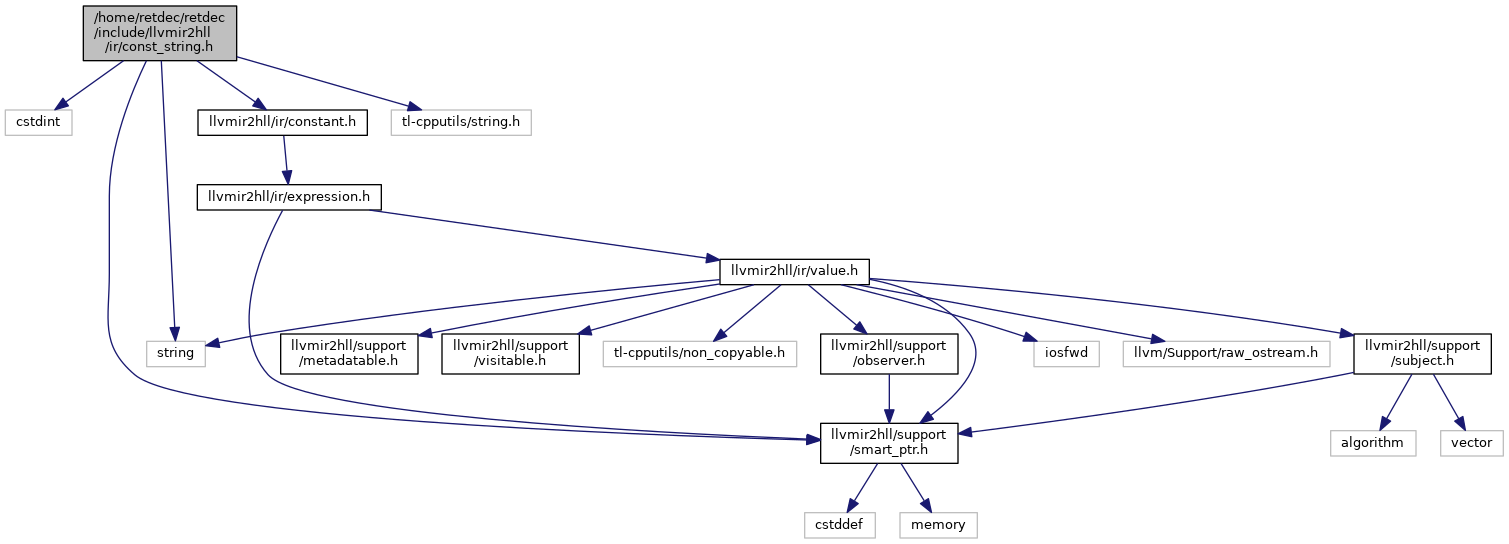 /home/retdec/retdec
/include/llvmir2hll
/ir/const_string.h
cstdint
llvmir2hll/ir/constant.h
tl-cpputils/string.h
llvmir2hll/ir/expression.h
llvmir2hll/ir/value.h
string
llvmir2hll/support
/metadatable.h
llvmir2hll/support
/visitable.h
tl-cpputils/non_copyable.h
llvmir2hll/support
/observer.h
iosfwd
llvm/Support/raw_ostream.h
llvmir2hll/support
/subject.h
llvmir2hll/support
/smart_ptr.h
algorithm
vector
cstddef
memory